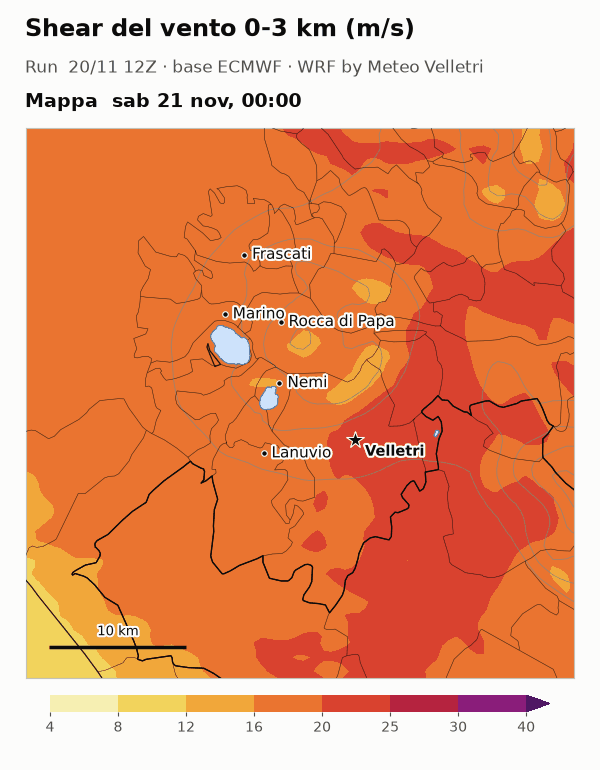 Shear del vento 0-3 km (m/s)
Run  20/11 12Z · base ECMWF · WRF by Meteo Velletri
Mappa  sab 21 nov, 00:00
Frascati
Marino
Rocca di Papa
Nemi
Velletri
Lanuvio
10 km
4 8 12 16 20 25 30 40